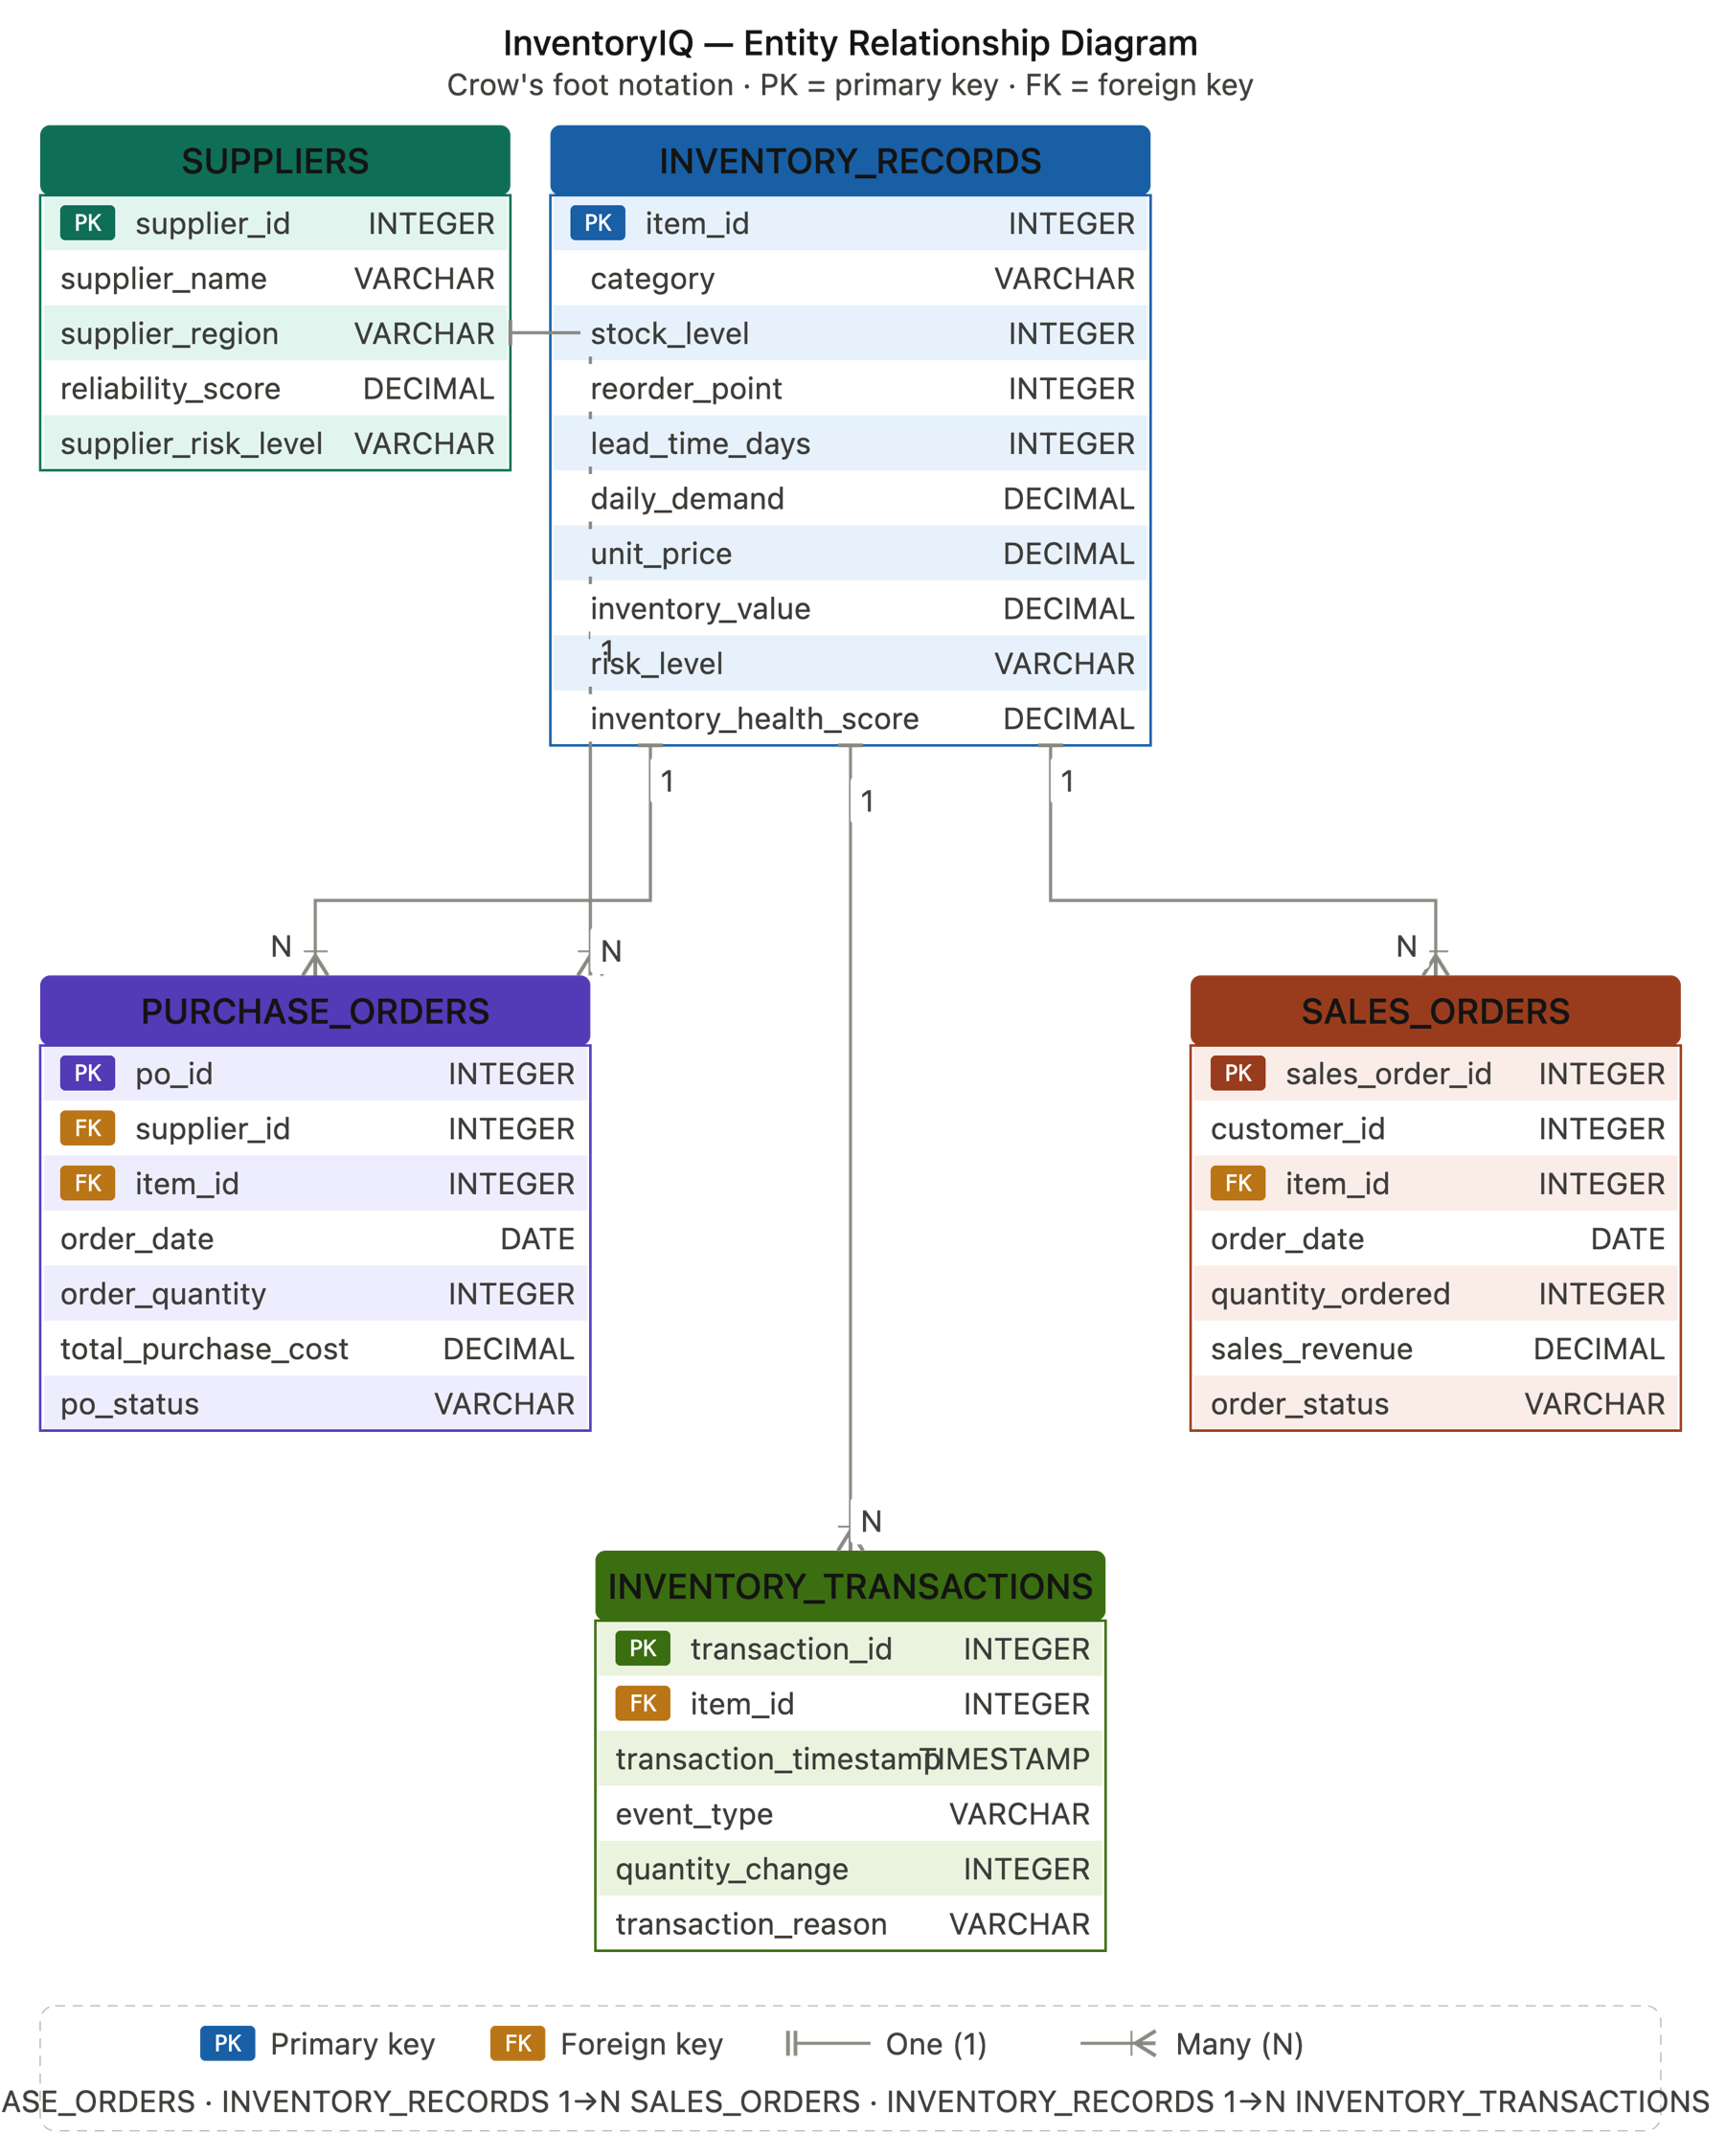 InventoryIQ — Entity Relationship Diagram
Crow's foot notation · PK = primary key · FK = foreign key
SUPPLIERS
PK supplier_id INTEGER
supplier_name VARCHAR
supplier_region VARCHAR
reliability_score DECIMAL
supplier_risk_level VARCHAR
INVENTORY_RECORDS
PK item_id INTEGER
category VARCHAR
stock_level INTEGER
reorder_point INTEGER
lead_time_days INTEGER
daily_demand DECIMAL
unit_price DECIMAL
inventory_value DECIMAL
1
risk_level VARCHAR
inventory_health_score DECIMAL
1
1
1
N
N
N
PURCHASE_ORDERS
PK po_id INTEGER
FK supplier_id INTEGER
FK item_id INTEGER
order_date DATE
order_quantity INTEGER
total_purchase_cost DECIMAL
po_status VARCHAR
SALES_ORDERS
PK sales_order_id INTEGER
customer_id INTEGER
FK item_id INTEGER
order_date DATE
quantity_ordered INTEGER
sales_revenue DECIMAL
order_status VARCHAR
N
INVENTORY_TRANSACTIONS
PK transaction_id INTEGER
FK item_id INTEGER
transaction_timestamp TIMESTAMP
event_type VARCHAR
quantity_change INTEGER
transaction_reason VARCHAR
PK Primary key FK Foreign key One (1) Many (N)
ASE_ORDERS · INVENTORY_RECORDS 1→N SALES_ORDERS · INVENTORY_RECORDS 1→N INVENTORY_TRANSACTIONS